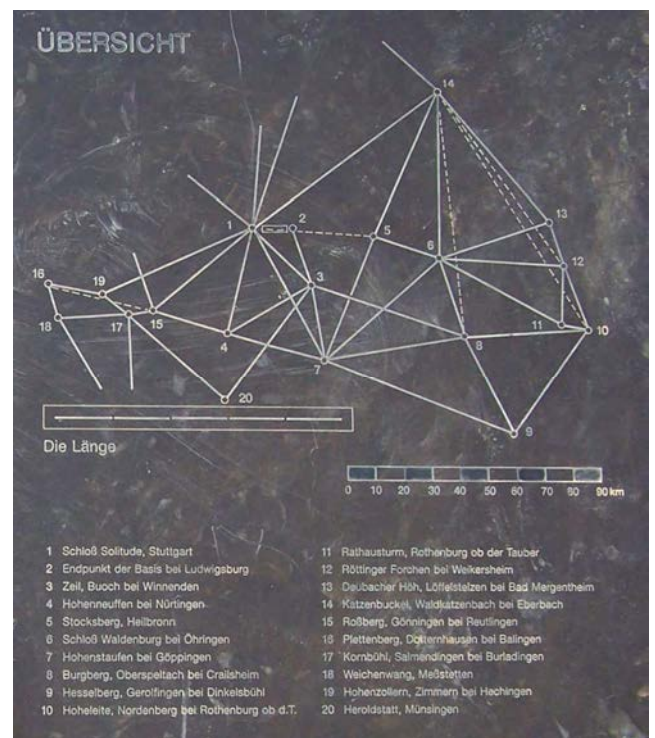 ÜBERSICHT
14
13
1
2
5
6
12
16
19
3
18
17
15
4
11
10
8
7
20
9
Die Länge
0 10 20 30 40 50 60 70 80 90 km
1 Schloß Solitude, Stuttgart
2 Endpunkt der Basis bei Ludwigsburg
3 Zeil, Buoch bei Winnenden
4 Hohenneuffen bei Nürtingen
5 Stocksberg, Heilbronn
6 Schloß Waldenburg bei Öhringen
7 Hohenstaufen bei Göppingen
8 Burgberg, Oberspeltach bei Crailsheim
9 Hesselberg, Gerolfingen bei Dinkelsbühl
10 Hoheleite, Nordenberg bei Rothenburg ob d.T.
11 Rathausturm, Rothenburg ob der Tauber
12 Röttinger Forchen bei Weikersheim
13 Deubacher Höh, Löffelstelzen bei Bad Mergentheim
14 Katzenbuckel, Waldkatzenbach bei Eberbach
15 Roßberg, Gönningen bei Reutlingen
16 Plettenberg, Dotternhausen bei Balingen
17 Kornbühl, Salmendingen bei Burladingen
18 Weichenwang, Meßstetten
19 Hohenzollern, Zimmern bei Hechingen
20 Heroldstatt, Münsingen